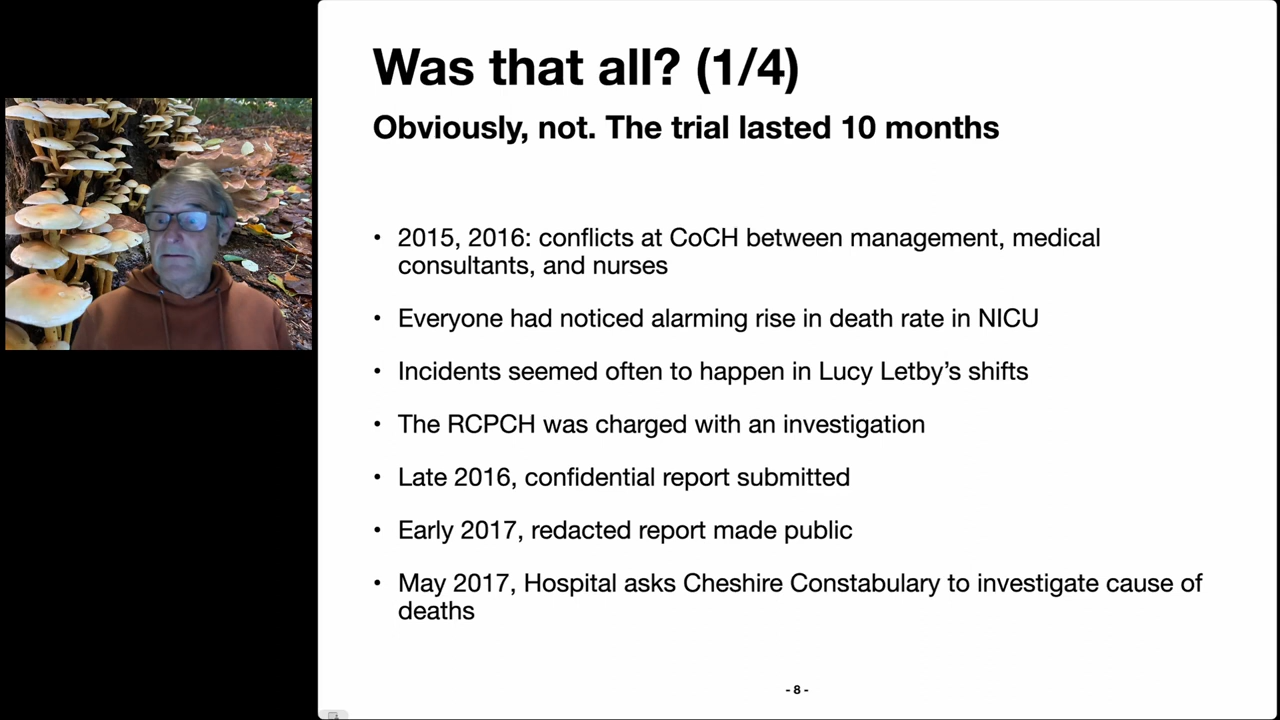 Was that all? (1/4)
Obviously, not. The trial lasted 10 months
• 2015, 2016: conflicts at CoCH between management, medical
consultants, and nurses
• Everyone had noticed alarming rise in death rate in NICU
• Incidents seemed often to happen in Lucy Letby’s shifts
• The RCPCH was charged with an investigation
• Late 2016, confidential report submitted
• Early 2017, redacted report made public
• May 2017, Hospital asks Cheshire Constabulary to investigate cause of
deaths
- 8 -